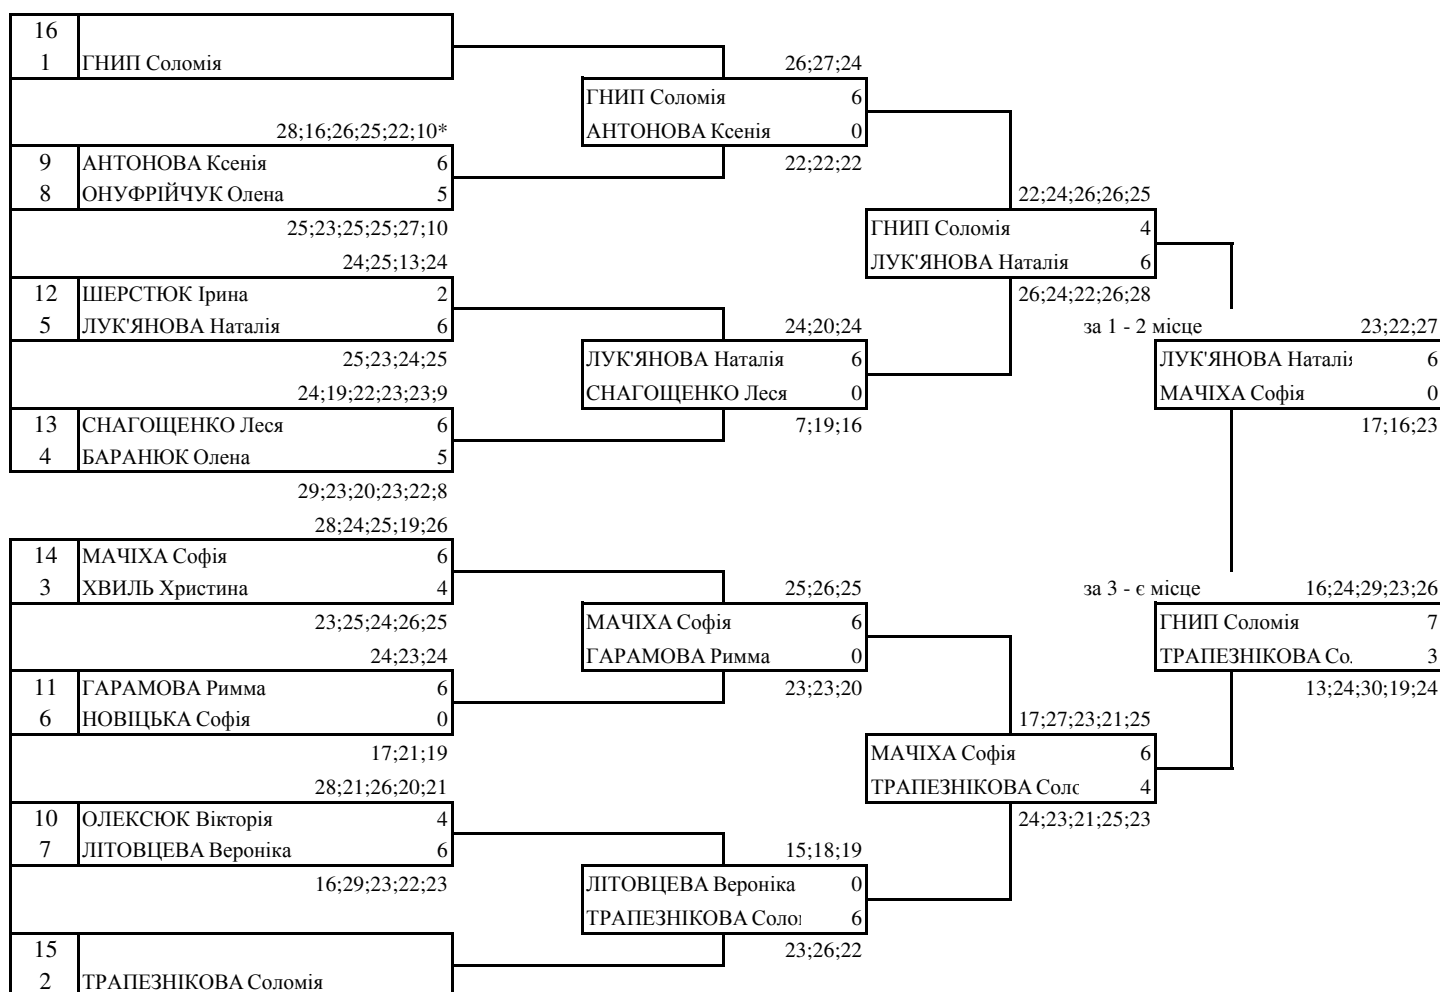 16
1 ГНИП Соломія
26;27;24
ГНИП Соломія 6
28;16;26;25;22;10*
АНТОНОВА Ксенія 0
9 АНТОНОВА Ксенія 6
22;22;22
8 ОНУФРІЙЧУК Олена 5
22;24;26;26;25
25;23;25;25;27;10
ГНИП Соломія 4
24;25;13;24
ЛУК'ЯНОВА Наталія 6
12 ШЕРСТЮК Ірина 2
26;24;22;26;28
5 ЛУК'ЯНОВА Наталія 6
24;20;24
за 1 - 2 місце
23;22;27
25;23;24;25
ЛУК'ЯНОВА Наталія 6
ЛУК'ЯНОВА Наталія 6
24;19;22;23;23;9
СНАГОЩЕНКО Леся 0
МАЧІХА Софія 0
13 СНАГОЩЕНКО Леся 6
7;19;16
17;16;23
4 БАРАНЮК Олена 5
29;23;20;23;22;8
28;24;25;19;26
14 МАЧІХА Софія 6
3 ХВИЛЬ Христина 4
25;26;25
за 3 - є місце
16;24;29;23;26
23;25;24;26;25
МАЧІХА Софія 6
ГНИП Соломія 7
24;23;24
ГАРАМОВА Римма 0
ТРАПЕЗНІКОВА Со. 3
11 ГАРАМОВА Римма 6
23;23;20
13;24;30;19;24
6 НОВІЦЬКА Софія 0
17;27;23;21;25
17;21;19
МАЧІХА Софія 6
28;21;26;20;21
ТРАПЕЗНІКОВА Солс 4
10 ОЛЕКСЮК Вікторія 4
24;23;21;25;23
7 ЛІТОВЦЕВА Вероніка 6
15;18;19
16;29;23;22;23
ЛІТОВЦЕВА Вероніка 0
ТРАПЕЗНІКОВА Соло 6
15
23;26;22
2 ТРАПЕЗНІКОВА Соломія